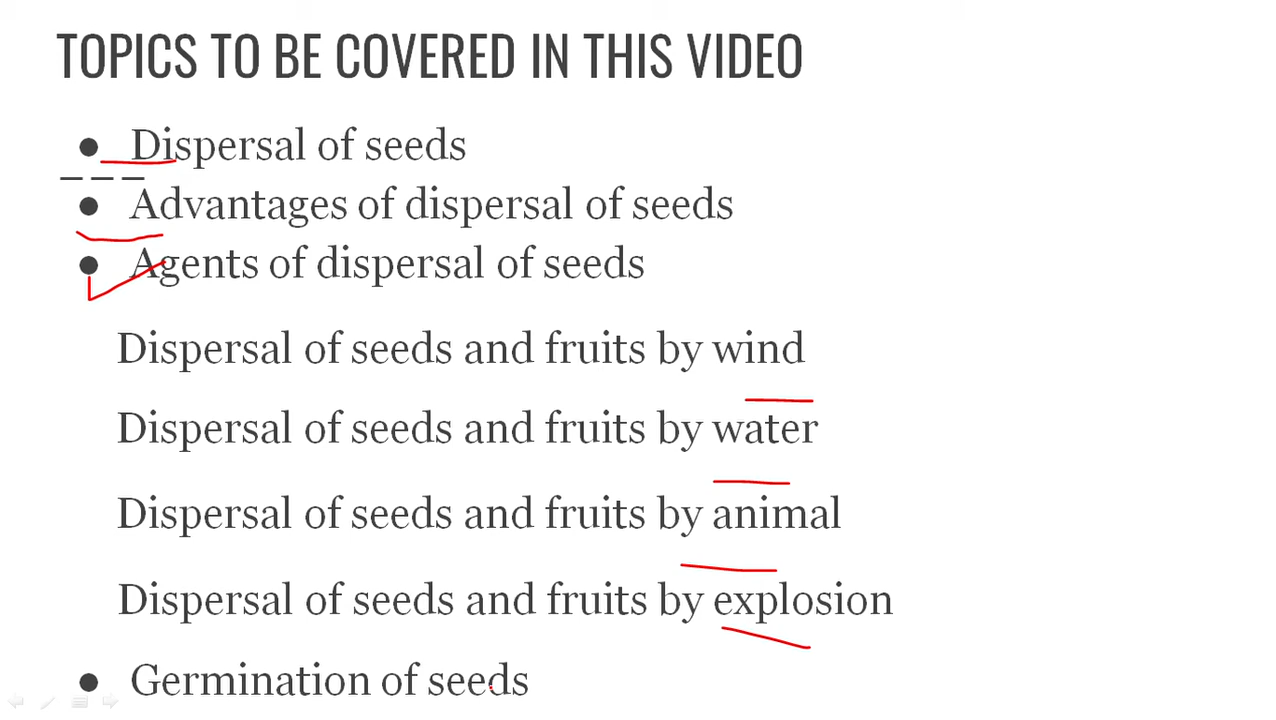 TOPICS TO BE COVERED IN THIS VIDEO
● Dispersal of seeds
● Advantages of dispersal of seeds
● Agents of dispersal of seeds
Dispersal of seeds and fruits by wind
Dispersal of seeds and fruits by water
Dispersal of seeds and fruits by animal
Dispersal of seeds and fruits by explosion
● Germination of seeds